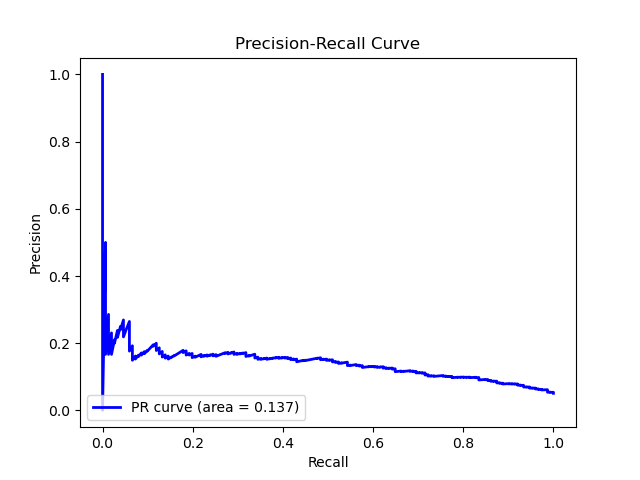 Precision-Recall Curve
Precision
1.0
0.8
0.6
0.4
0.2
0.0
PR curve (area = 0.137)
0.0 0.2 0.4 0.6 0.8 1.0
Recall